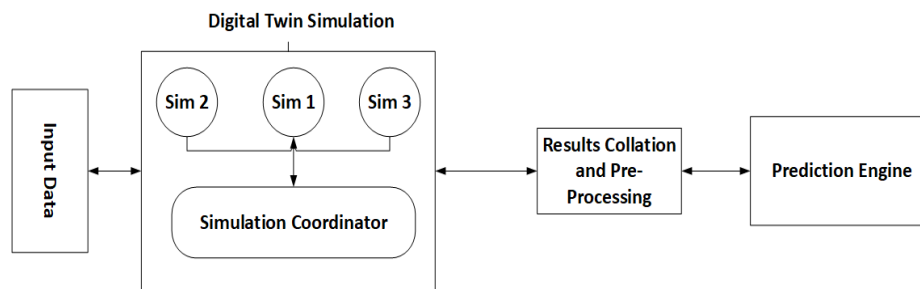 Digital Twin Simulation
Input Data
Sim 2
Sim 1
Sim 3
Simulation Coordinator
Results Collation
and Pre-
Processing
Prediction Engine